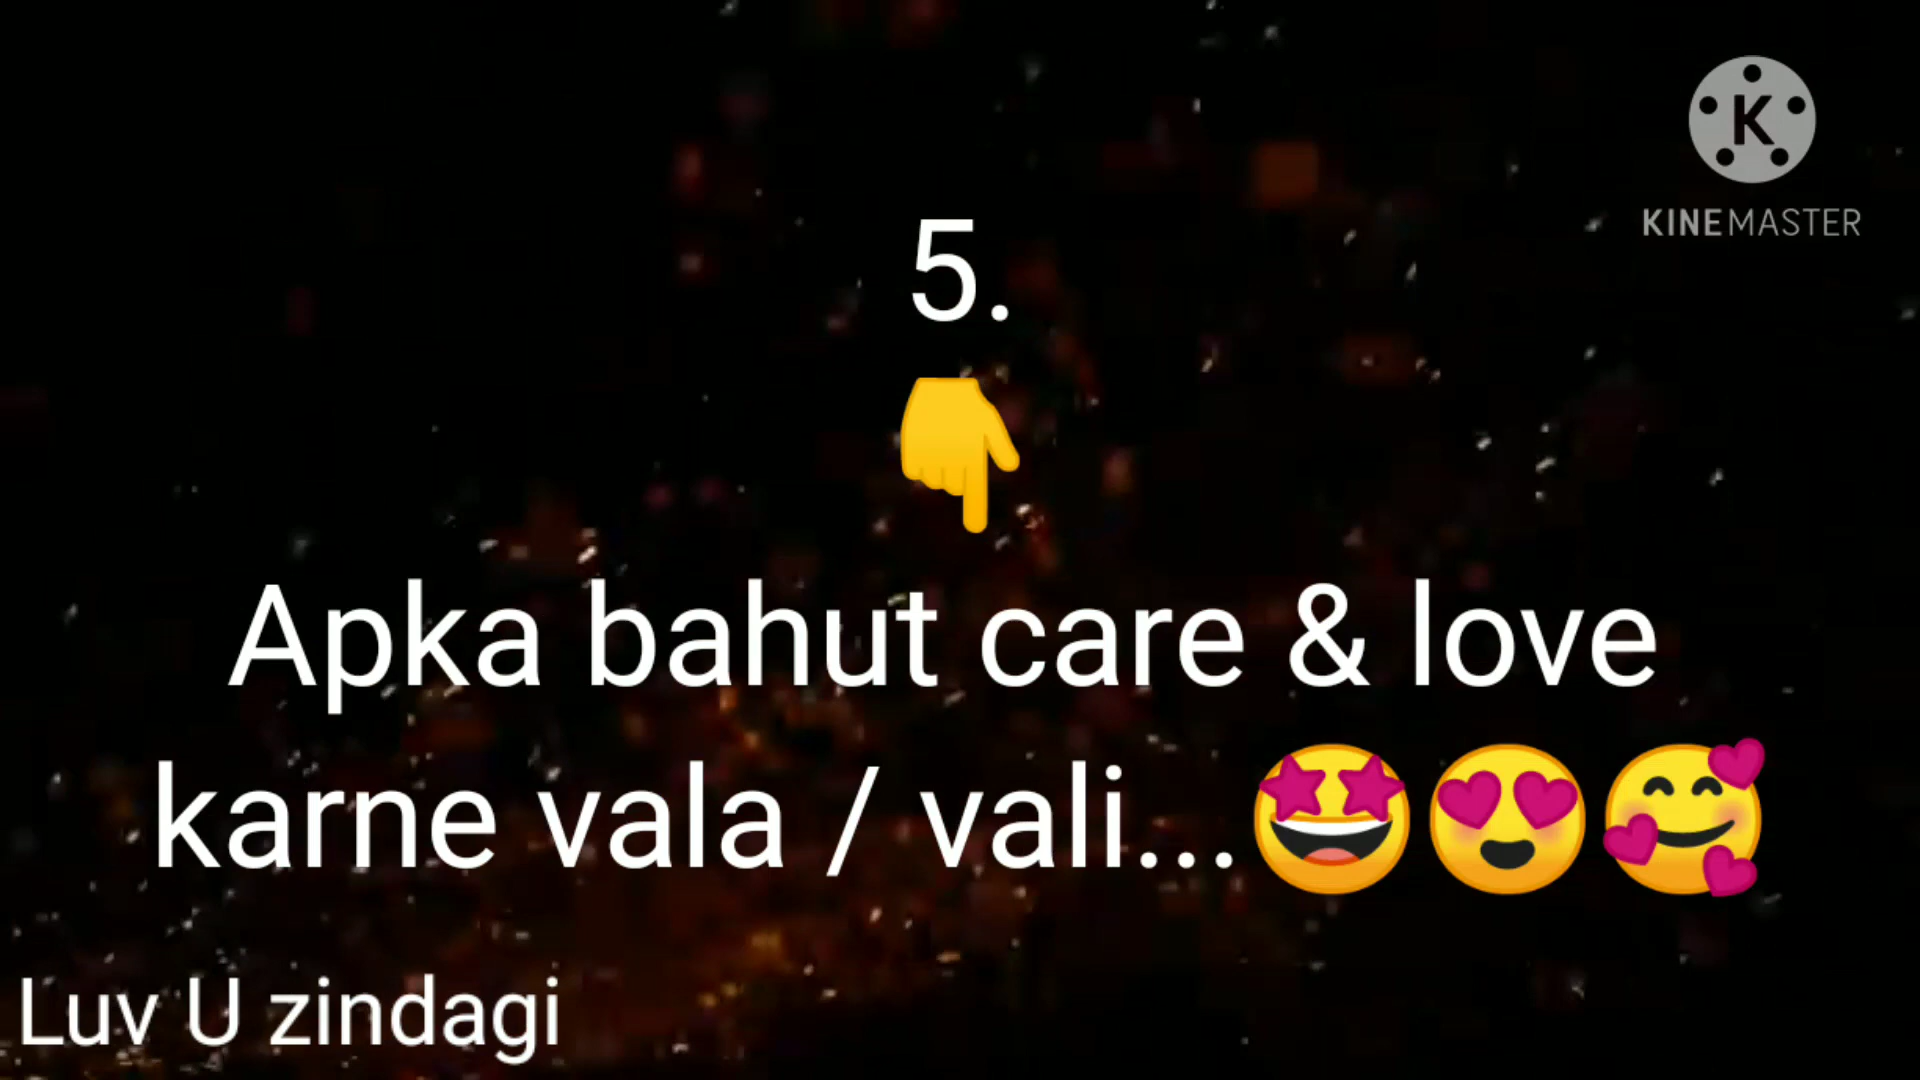 K
KINEMASTER
5.
👇
Apka bahut care & love
karne vala / vali...🤩😍🥰
Luv U zindagi